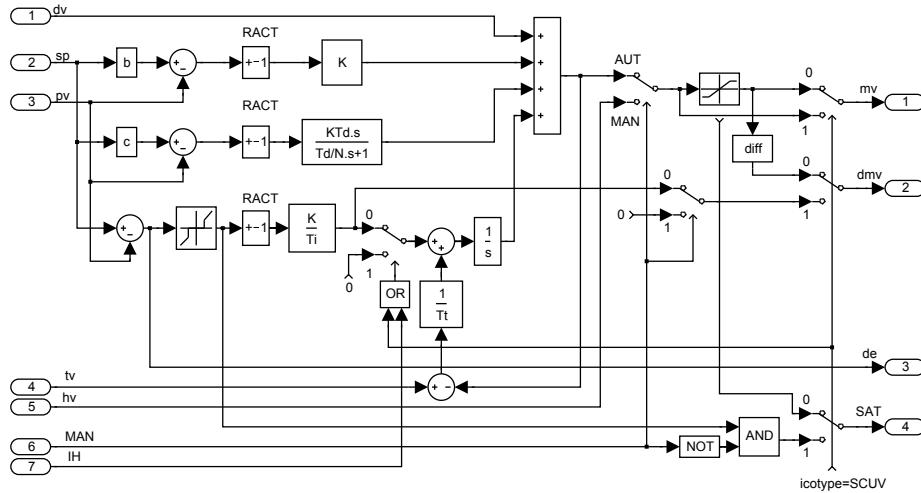 1 dv
2 sp
3 pv
4 tv
5 hv
6 MAN
7 IH
b
c
+ −
+ −
+ −
RACT
+−1
RACT
+−1
RACT
+−1
K
KTd.s
Td/N.s+1
K
Ti
0
1
0
OR
+
+
1
s
1
Tt
+ −
+
+
+
+
AUT
MAN
0
1
0
diff
0
1
mv
1
0
1
dmv
2
de
3
NOT
AND
0
1
SAT
4
icotype=SCUV